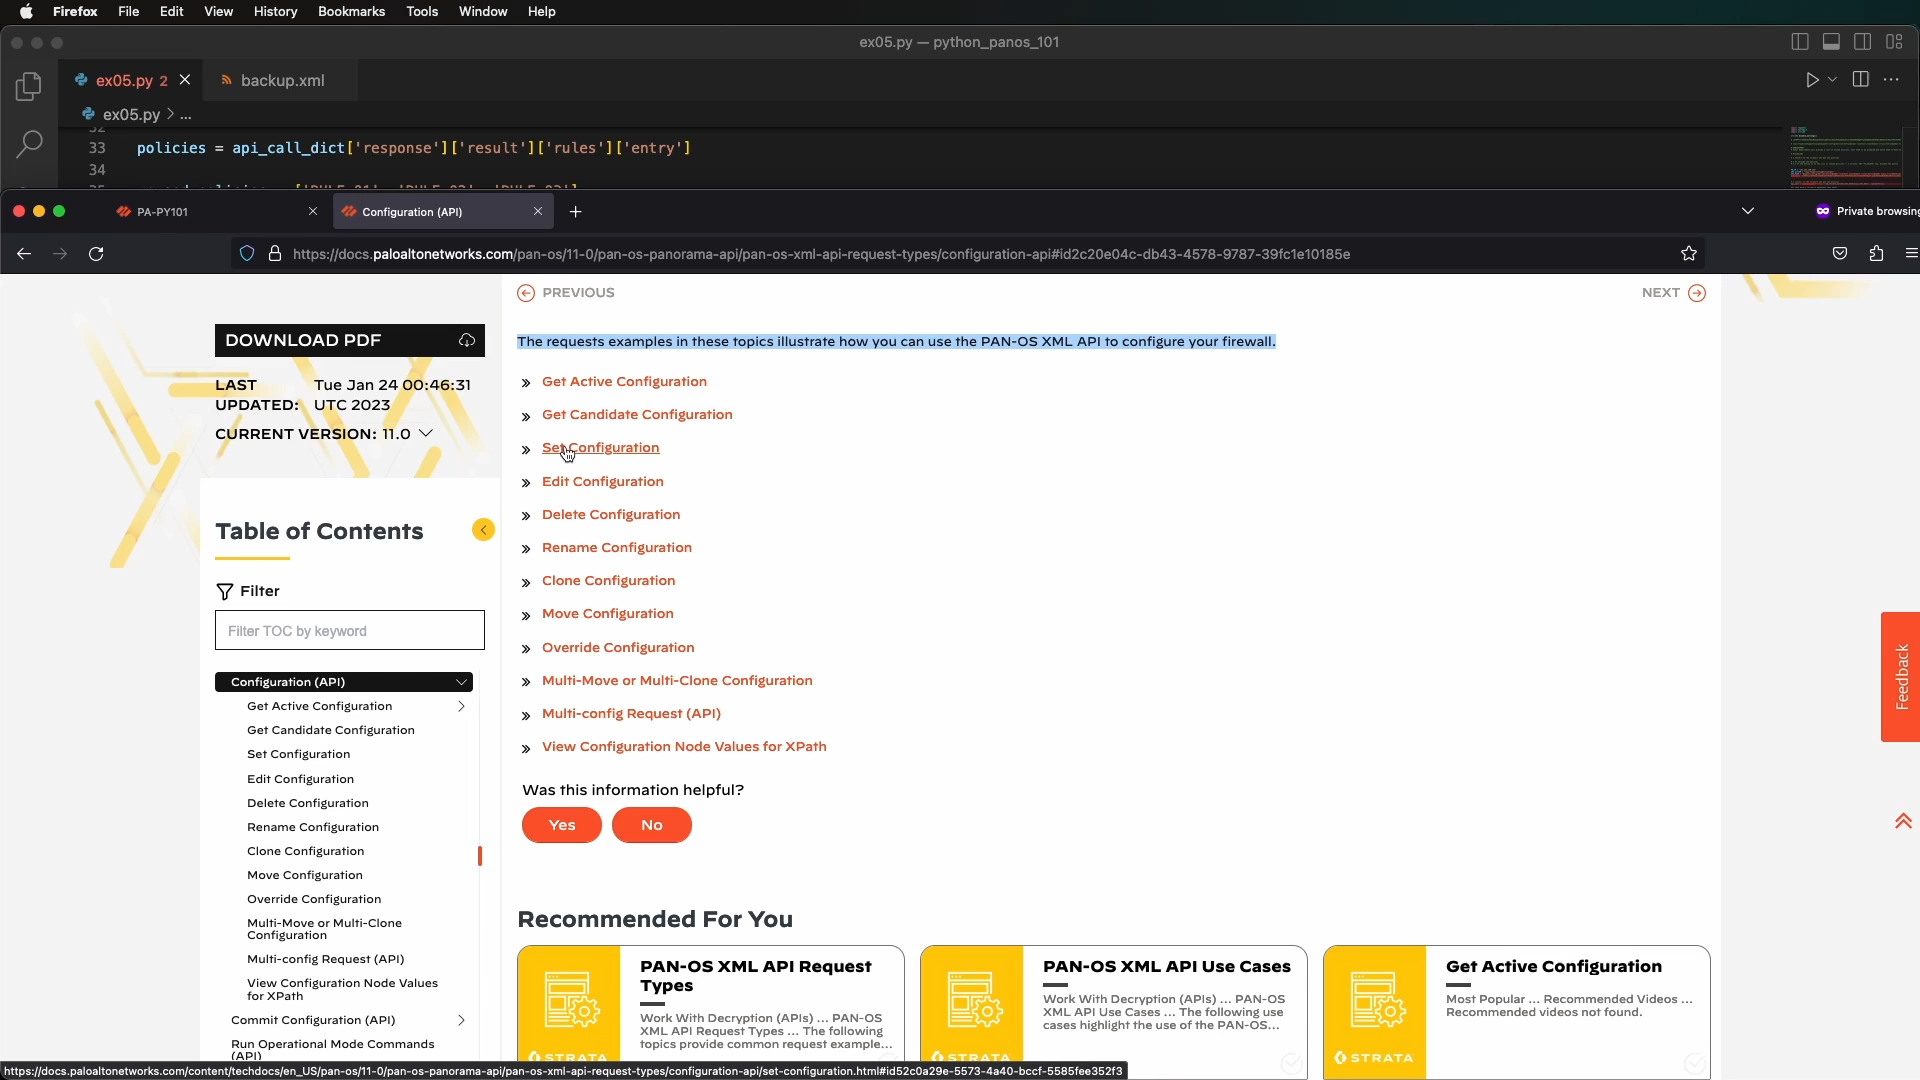 Firefox File Edit View History Bookmarks Tools Window Help
ex05.py — python_panos_101
ex05.py 2 backup.xml
ex05.py > ...
32
33 policies = api_call_dict['response']['result']['rules']['entry']
34
PA-PY101 Configuration (API) Private browsing
https://docs.paloaltonetworks.com/pan-os/11-0/pan-os-panorama-api/pan-os-xml-api-request-types/configuration-api#id2c20e04c-db43-4578-9787-39fc1e10185e
PREVIOUS NEXT
DOWNLOAD PDF
LAST UPDATED: Tue Jan 24 00:46:31 UTC 2023
CURRENT VERSION: 11.0
Table of Contents
Filter
Filter TOC by keyword
Configuration (API)
Get Active Configuration
Get Candidate Configuration
Set Configuration
Edit Configuration
Delete Configuration
Rename Configuration
Clone Configuration
Move Configuration
Override Configuration
Multi-Move or Multi-Clone
Configuration
Multi-config Request (API)
View Configuration Node Values
for XPath
Commit Configuration (API)
Run Operational Mode Commands
(API)
The requests examples in these topics illustrate how you can use the PAN-OS XML API to configure your firewall.
» Get Active Configuration
» Get Candidate Configuration
» Set Configuration
» Edit Configuration
» Delete Configuration
» Rename Configuration
» Clone Configuration
» Move Configuration
» Override Configuration
» Multi-Move or Multi-Clone Configuration
» Multi-config Request (API)
» View Configuration Node Values for XPath
Was this information helpful?
Yes No
Feedback
Recommended For You
PAN-OS XML API Request
Types
Work With Decryption (APIs) ... PAN-OS
XML API Request Types ... The following
topics provide common request example...
STRATA
PAN-OS XML API Use Cases
Work With Decryption (APIs) ... PAN-OS
XML API Use Cases ... The following use
cases highlight the use of the PAN-OS...
STRATA
Get Active Configuration
Most Popular ... Recommended Videos ...
Recommended videos not found.
STRATA
https://docs.paloaltonetworks.com/content/techdocs/en_US/pan-os/11-0/pan-os-panorama-api/pan-os-xml-api-request-types/configuration-api/set-configuration.html#id52c0a29e-5573-4a40-bccf-5585fee352f3